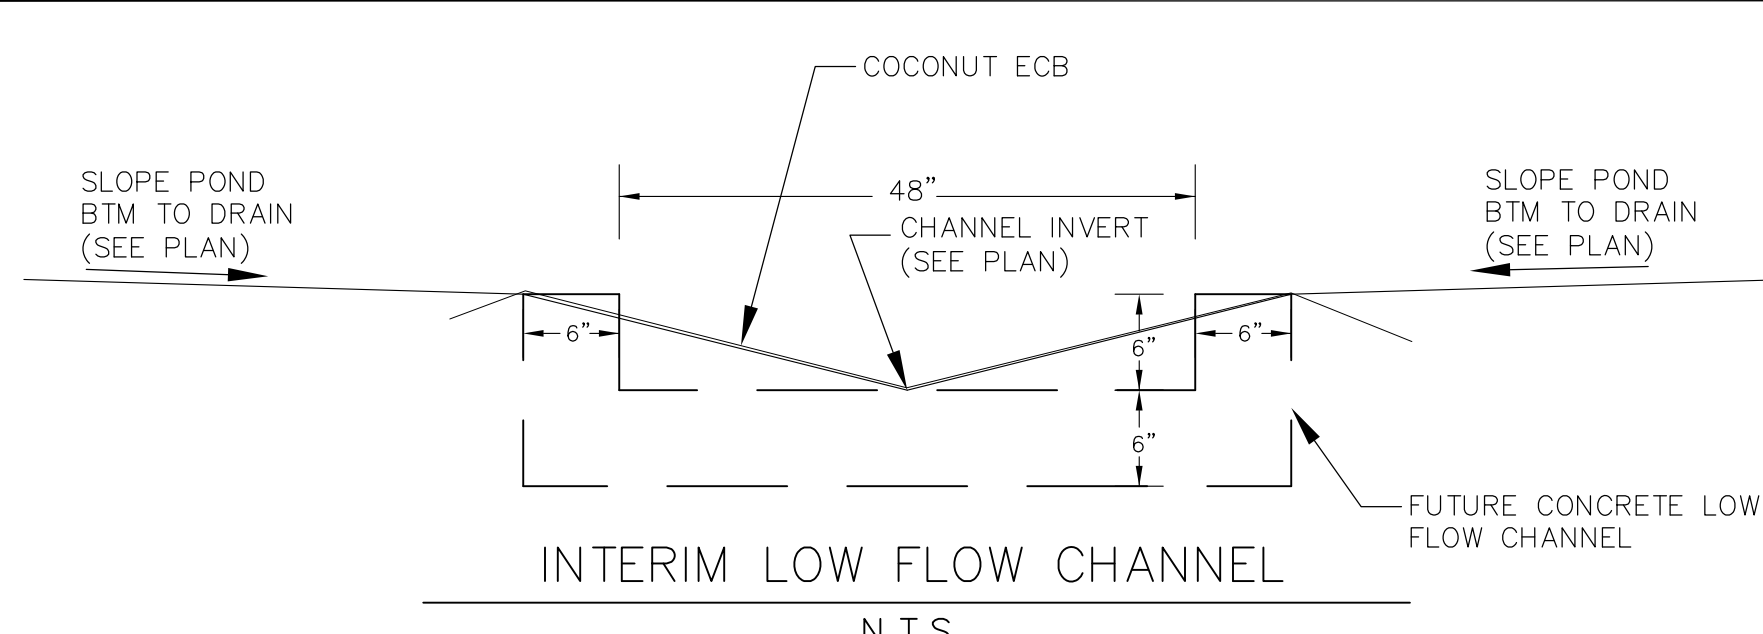 COCONUT ECB
SLOPE POND
BTM TO DRAIN
(SEE PLAN)
48”
CHANNEL INVERT
(SEE PLAN)
SLOPE POND
BTM TO DRAIN
(SEE PLAN)
6”
6”
6”
6”
FUTURE CONCRETE LOW
FLOW CHANNEL
INTERIM LOW FLOW CHANNEL
N.T.S.